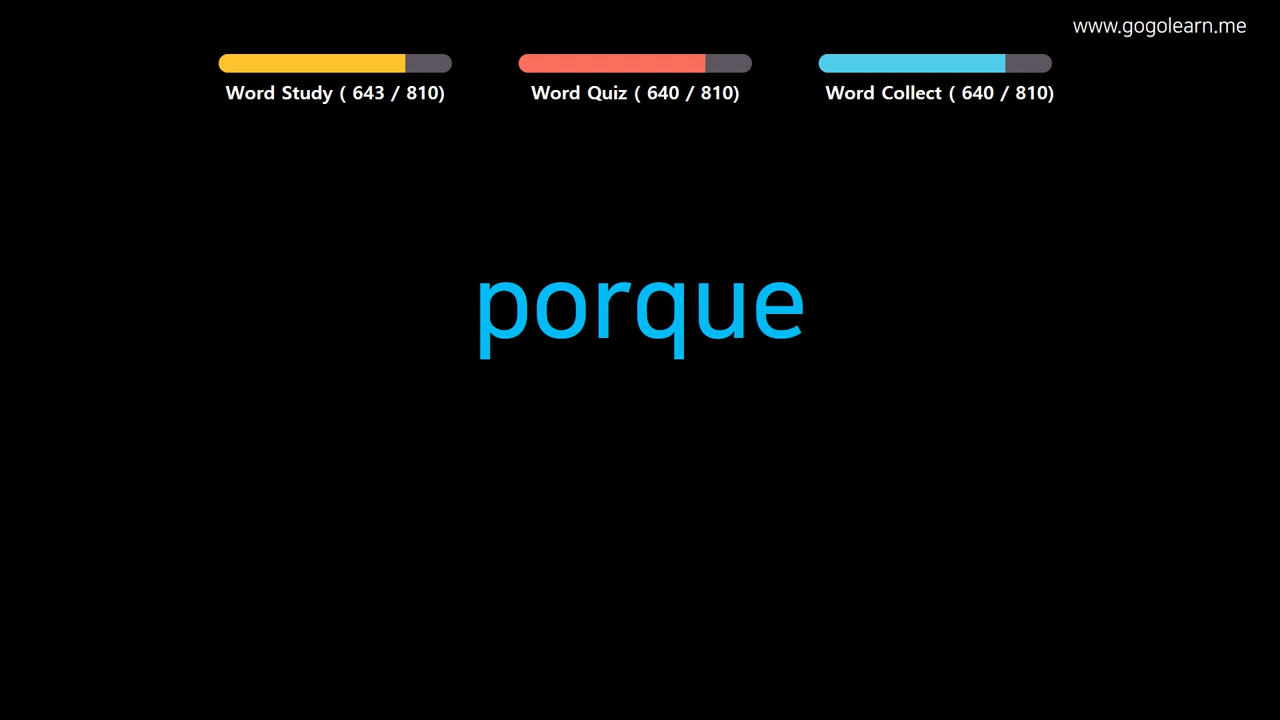 www.gogolearn.me
Word Study ( 643 / 810)
Word Quiz ( 640 / 810)
Word Collect ( 640 / 810)
porque